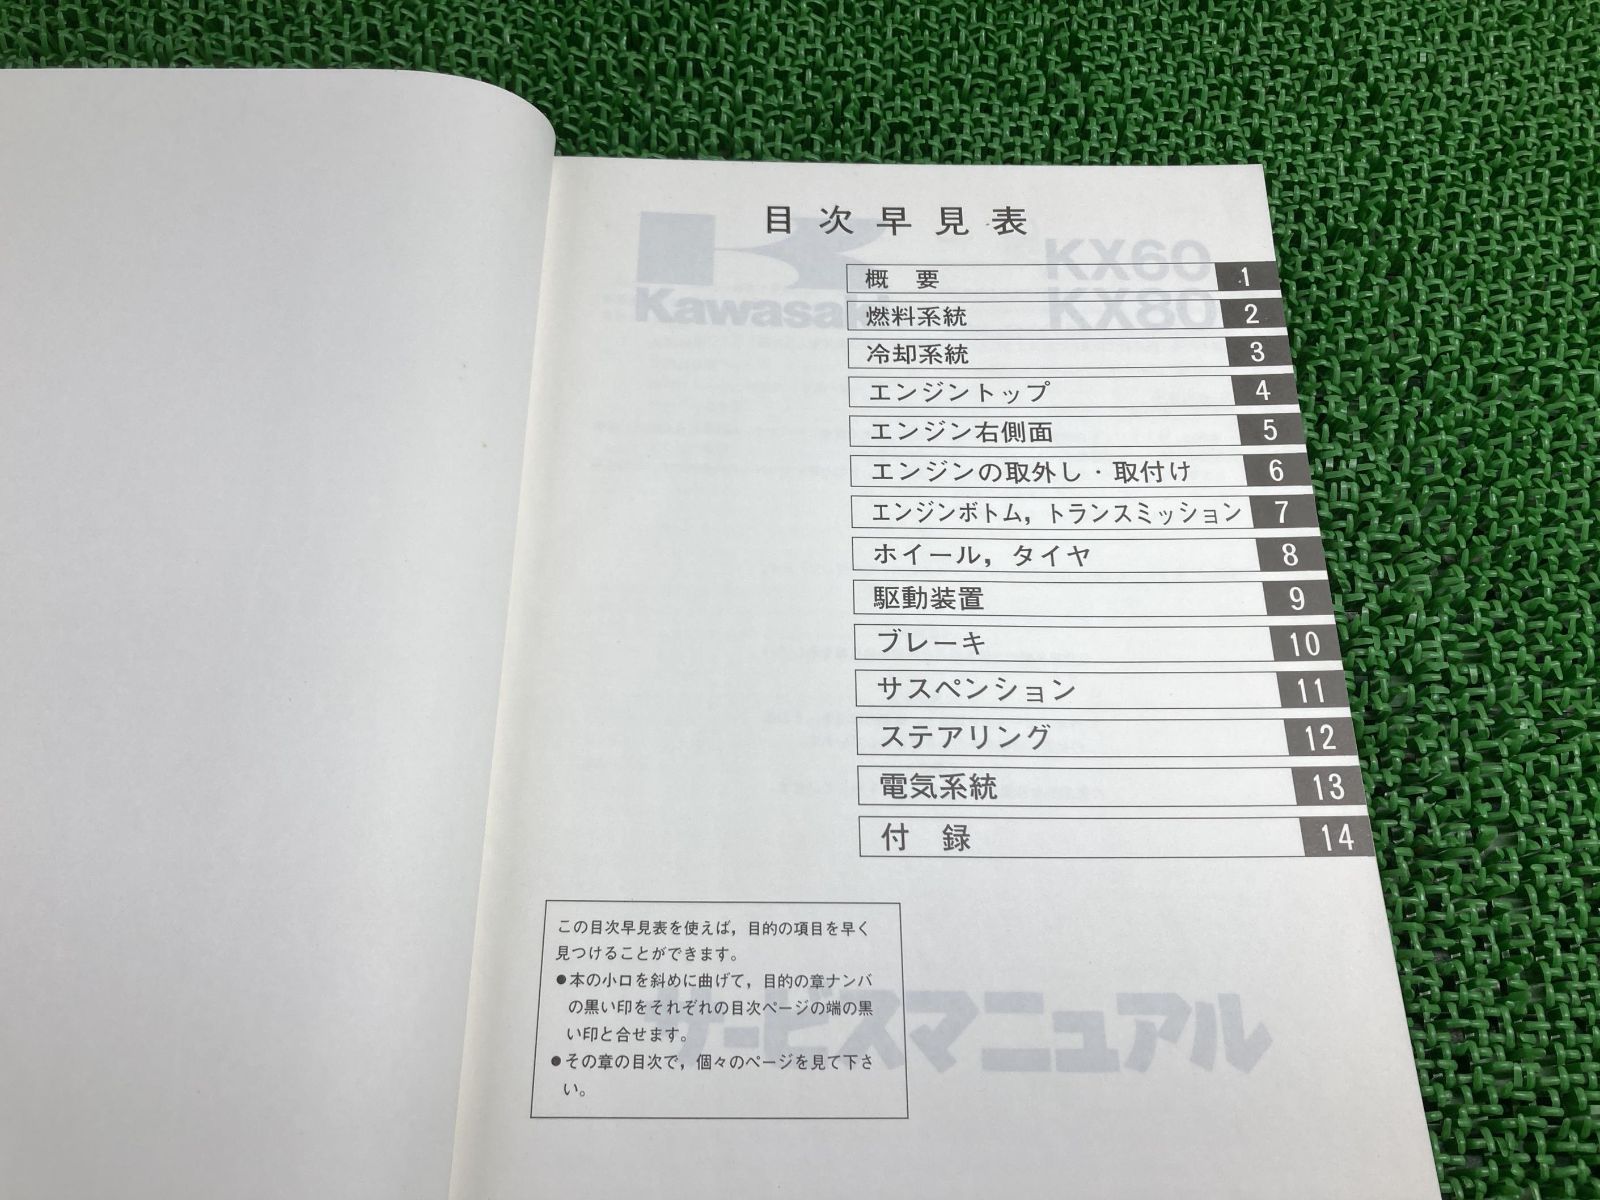 目次早見表
Kawasaki
KX60
KX80
概 要 1
燃料系統 2
冷却系統 3
エンジントップ 4
エンジン右側面 5
エンジンの取外し・取付け 6
エンジンボトム，トランスミッション 7
ホイール，タイヤ 8
駆動装置 9
ブレーキ 10
サスペンション 11
ステアリング 12
電気系統 13
付 録 14
この目次早見表を使えば，目的の項目を早く
見つけることができます。
●本の小口を斜めに曲げて，目的の章ナンバ
の黒い印をそれぞれの目次ページの端の黒
い印と合せます。
●その章の目次で，個々のページを見て下さ
い。
サービスマニュアル